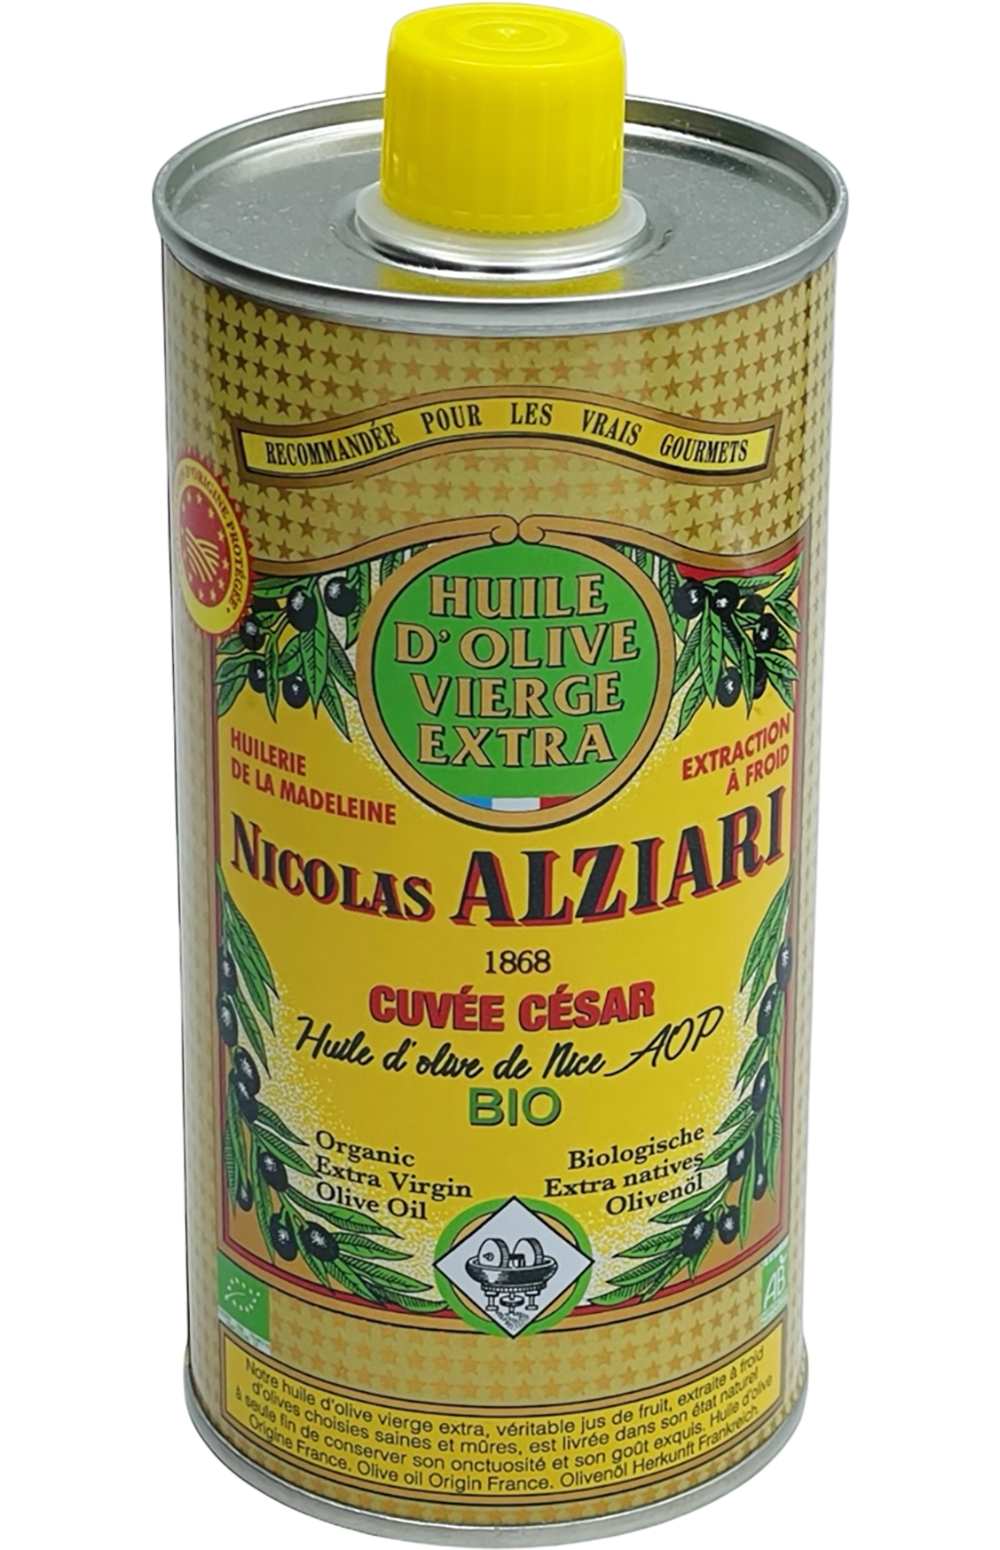 RECOMMANDÉE POUR LES VRAIS GOURMETS
D'ORIGINE PROTÉGÉE
HUILE
D'OLIVE
VIERGE
EXTRA
HUILERIE
DE LA MADELEINE
EXTRACTION
À FROID
NICOLAS ALZIARI
1868
CUVÉE CÉSAR
Huile d'olive de Nice AOP
BIO
Organic
Extra Virgin
Olive Oil
Biologische
Extra natives
Olivenöl
AB
Notre huile d'olive vierge extra, véritable jus de fruit, extraite à froid
d'olives choisies saines et mûres, est livrée dans son état naturel
à seule fin de conserver son onctuosité et son goût exquis. Huile d'olive
Origine France. Olive oil Origin France. Olivenöl Herkunft Frankreich